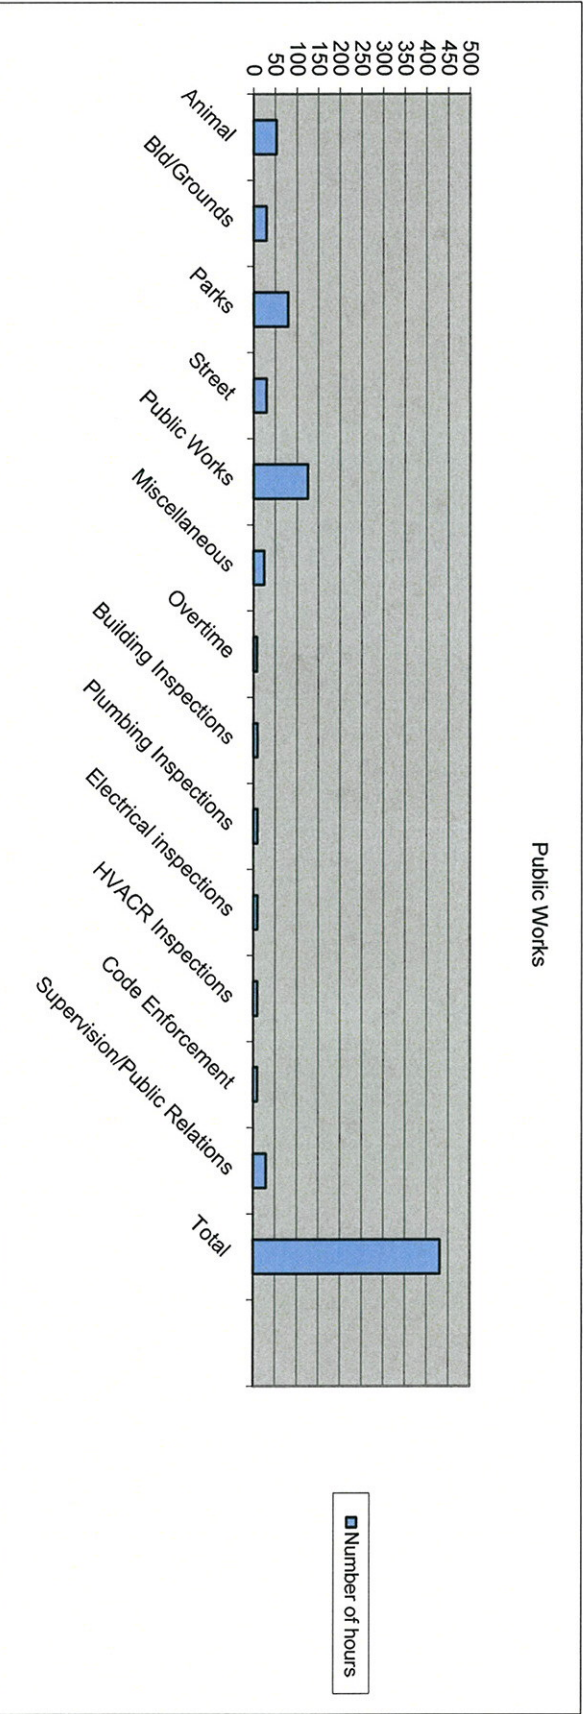 Public Works
500
450
400
350
300
250
200
150
100
50
0
Animal
Bld/Grounds
Parks
Street
Public Works
Miscellaneous
Overtime
Building Inspections
Plumbing Inspections
Electrical inspections
HVACR Inspections
Code Enforcement
Supervision/Public Relations
Total
Number of hours